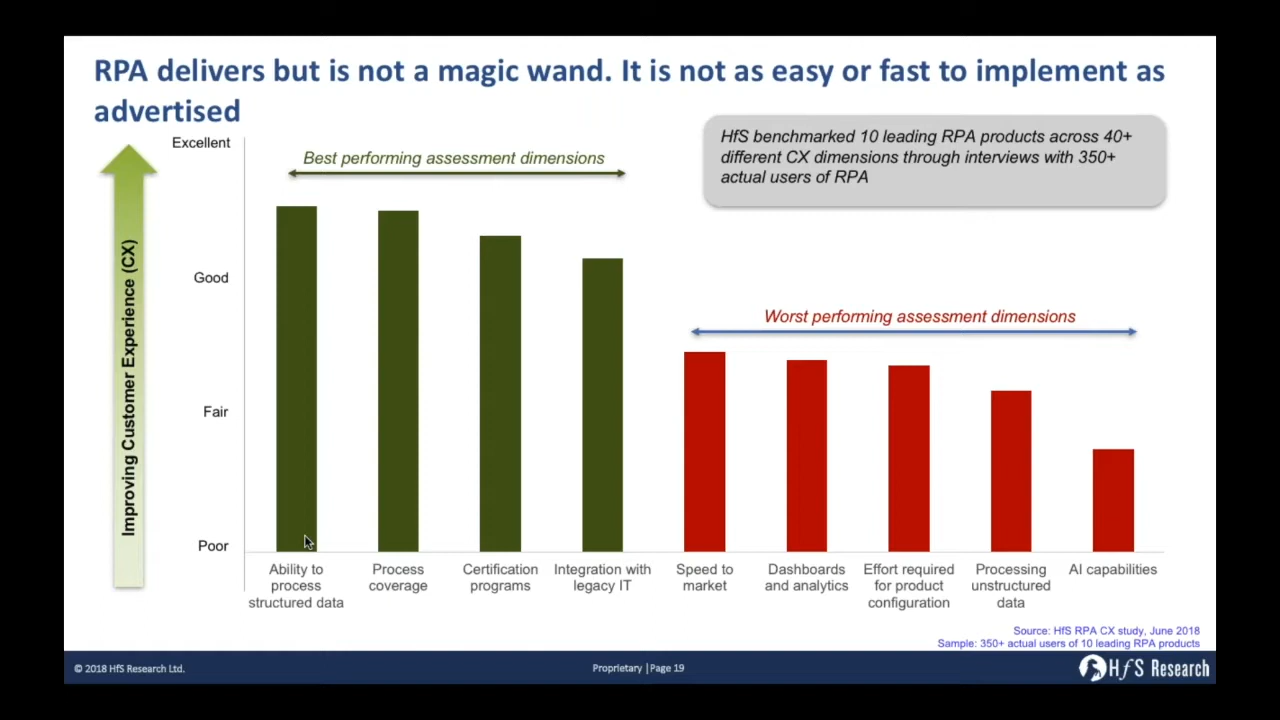 RPA delivers but is not a magic wand. It is not as easy or fast to implement as
advertised
HfS benchmarked 10 leading RPA products across 40+
different CX dimensions through interviews with 350+
actual users of RPA
Improving Customer Experience (CX)
Excellent
Good
Fair
Poor
Best performing assessment dimensions
Worst performing assessment dimensions
Ability to
process
structured data
Process
coverage
Certification
programs
Integration with
legacy IT
Speed to
market
Dashboards
and analytics
Effort required
for product
configuration
Processing
unstructured
data
AI capabilities
Source: HfS RPA CX study, June 2018
Sample: 350+ actual users of 10 leading RPA products
© 2018 HfS Research Ltd.
Proprietary | Page 19
HfS Research